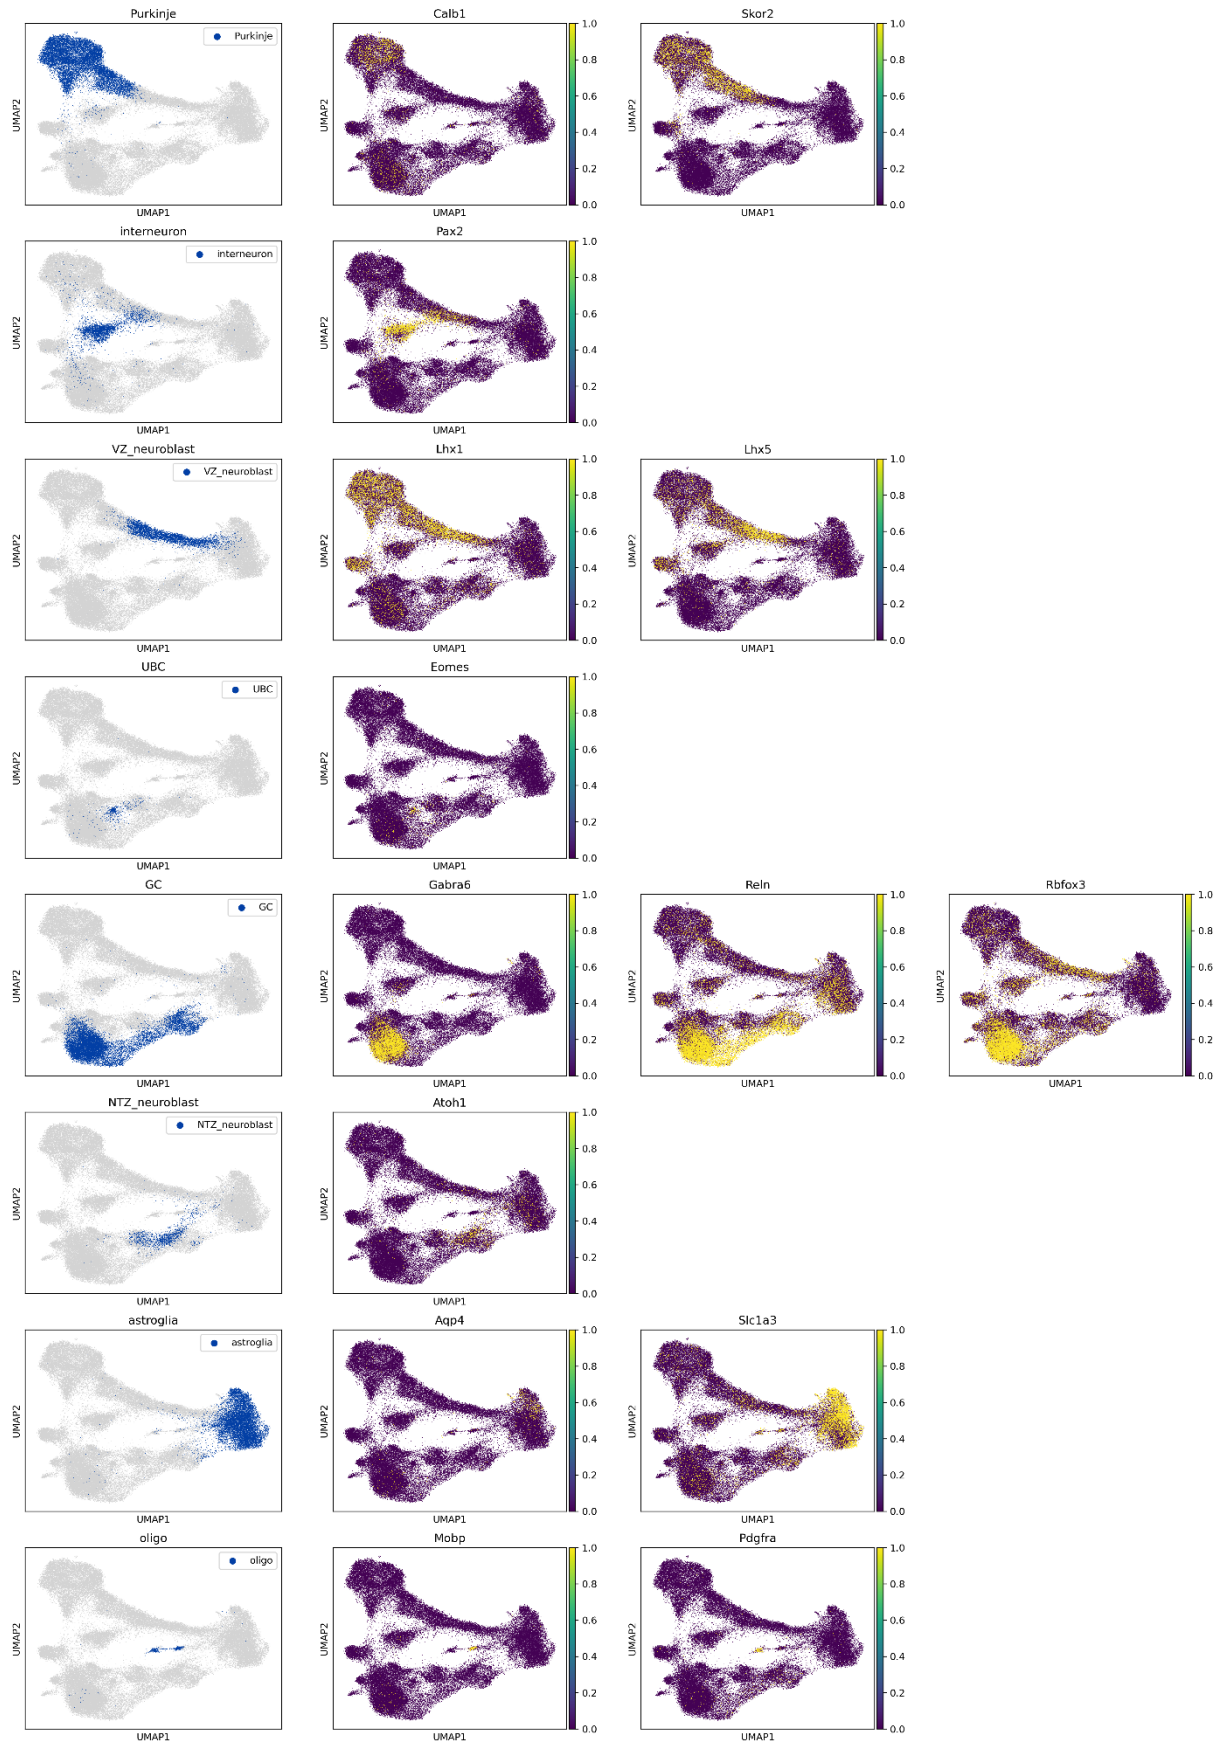 Purkinje
Purkinje
UMAP2
UMAP1
Calb1
UMAP2
UMAP1
1.0
0.8
0.6
0.4
0.2
0.0
Skor2
UMAP2
UMAP1
1.0
0.8
0.6
0.4
0.2
0.0
interneuron
interneuron
UMAP2
UMAP1
Pax2
UMAP2
UMAP1
1.0
0.8
0.6
0.4
0.2
0.0
VZ_neuroblast
VZ_neuroblast
UMAP2
UMAP1
Lhx1
UMAP2
UMAP1
1.0
0.8
0.6
0.4
0.2
0.0
Lhx5
UMAP2
UMAP1
1.0
0.8
0.6
0.4
0.2
0.0
UBC
UBC
UMAP2
UMAP1
Eomes
UMAP2
UMAP1
1.0
0.8
0.6
0.4
0.2
0.0
GC
GC
UMAP2
UMAP1
Gabra6
UMAP2
UMAP1
1.0
0.8
0.6
0.4
0.2
0.0
Reln
UMAP2
UMAP1
1.0
0.8
0.6
0.4
0.2
0.0
Rbfox3
UMAP2
UMAP1
1.0
0.8
0.6
0.4
0.2
0.0
NTZ_neuroblast
NTZ_neuroblast
UMAP2
UMAP1
Atoh1
UMAP2
UMAP1
1.0
0.8
0.6
0.4
0.2
0.0
astroglia
astroglia
UMAP2
UMAP1
Aqp4
UMAP2
UMAP1
1.0
0.8
0.6
0.4
0.2
0.0
Slc1a3
UMAP2
UMAP1
1.0
0.8
0.6
0.4
0.2
0.0
oligo
oligo
UMAP2
UMAP1
Mobp
UMAP2
UMAP1
1.0
0.8
0.6
0.4
0.2
0.0
Pdgfra
UMAP2
UMAP1
1.0
0.8
0.6
0.4
0.2
0.0